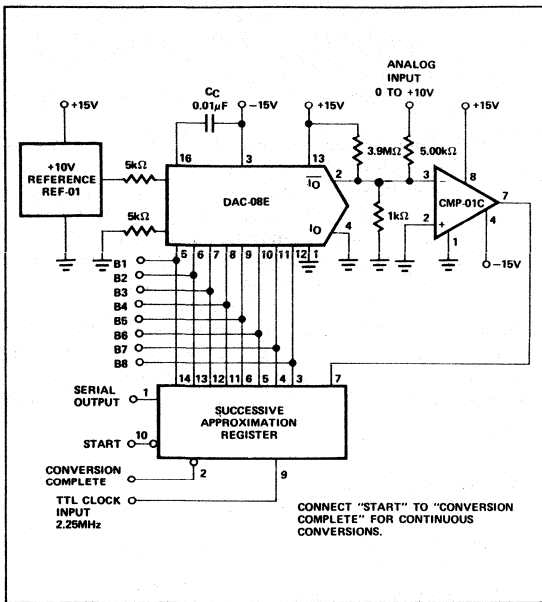 ANALOG
INPUT
0 TO +10V
+15V
CC
0.01µF
−15V
+15V
+15V
+10V
REFERENCE
REF-01
5kΩ
16
3
13
3.9MΩ
5.00kΩ
8
2
IO
3
−
7
DAC-08E
CMP-01C
5kΩ
IO
4
1kΩ
2
+
4
1
−15V
5
6
7
8
9
10
11
12
1
B1
B2
B3
B4
B5
B6
B7
B8
14
13
12
11
6
5
4
3
7
SERIAL
OUTPUT
1
SUCCESSIVE
APPROXIMATION
REGISTER
START
10
CONVERSION
COMPLETE
2
9
TTL CLOCK
INPUT
2.25MHz
CONNECT "START" TO "CONVERSION
COMPLETE" FOR CONTINUOUS
CONVERSIONS.